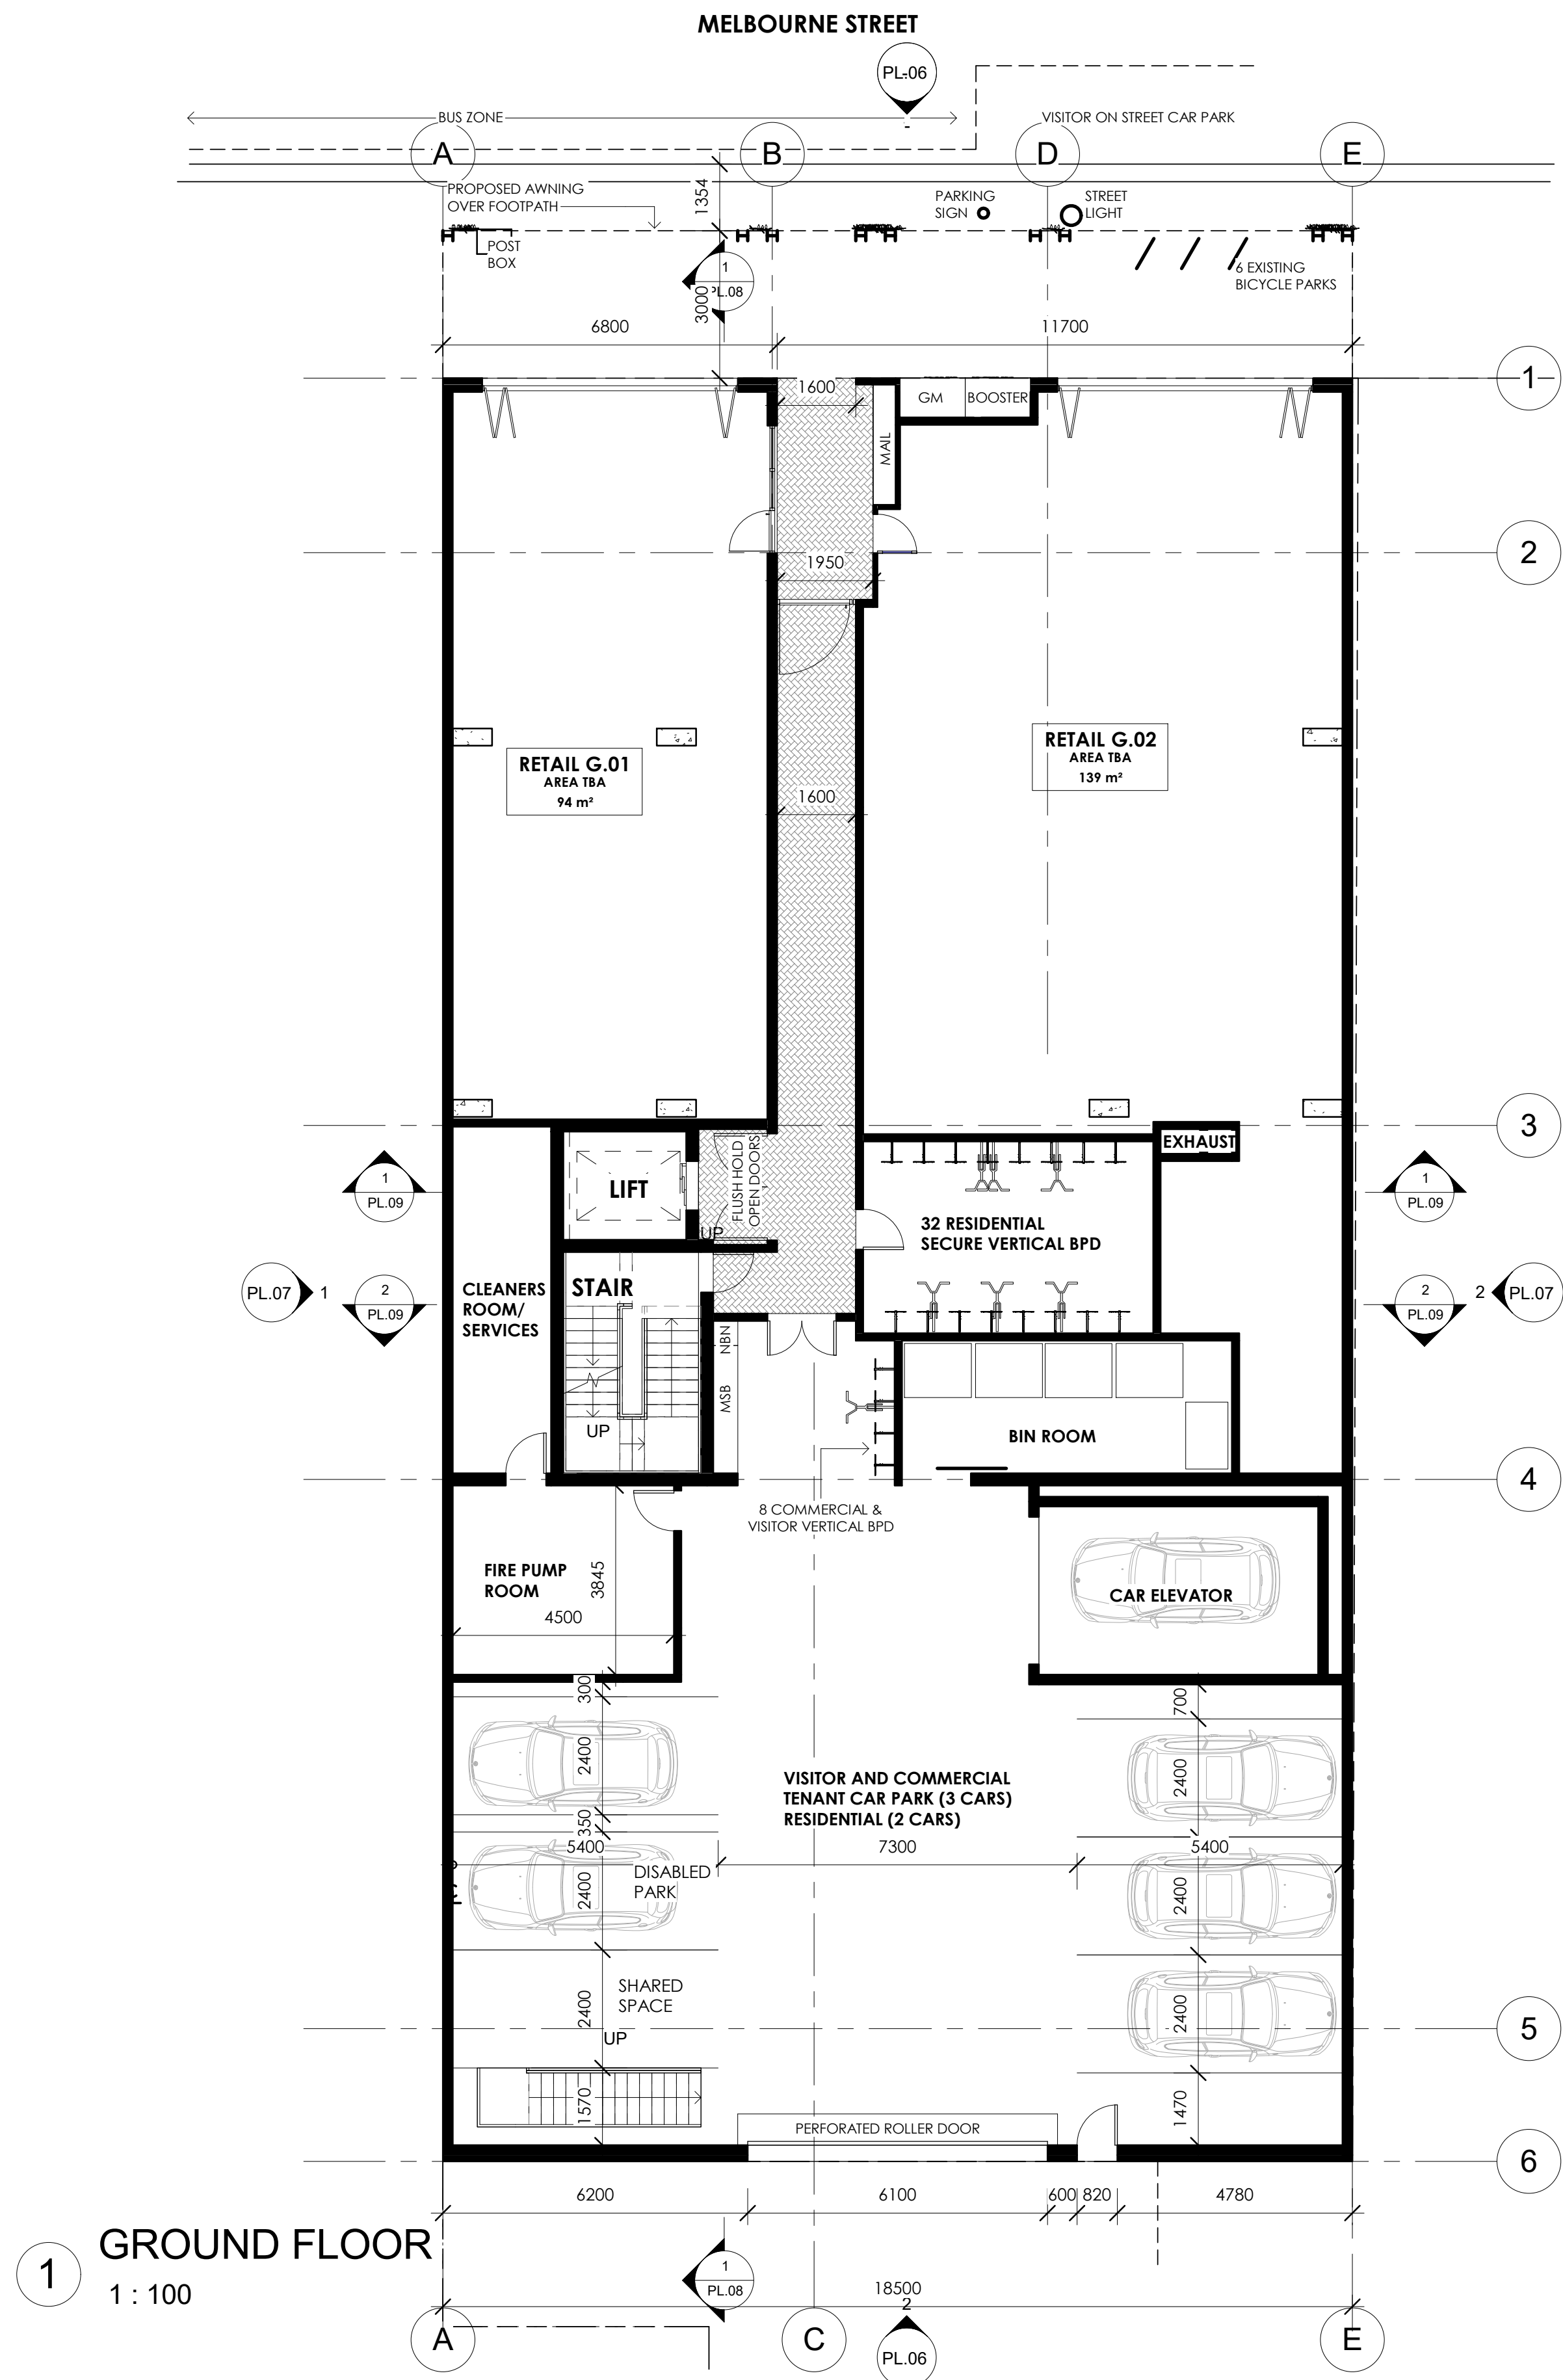 MELBOURNE STREET
PL-06
-
BUS ZONE
VISITOR ON STREET CAR PARK
A
B
D
E
PROPOSED AWNING
OVER FOOTPATH
1354
PARKING
SIGN
STREET
LIGHT
POST
BOX
1
PL.08
3000
6 EXISTING
BICYCLE PARKS
6800
11700
1
1600
GM
BOOSTER
MAIL
2
1950
RETAIL G.01
AREA TBA
94 m²
RETAIL G.02
AREA TBA
139 m²
1600
3
EXHAUST
FLUSH HOLD
OPEN DOORS
LIFT
UP
1
PL.09
1
PL.09
32 RESIDENTIAL
SECURE VERTICAL BPD
PL.07
1
2
PL.09
CLEANERS
ROOM/
SERVICES
STAIR
2
PL.09
2
PL.07
NBN
MSB
UP
BIN ROOM
4
8 COMMERCIAL &
VISITOR VERTICAL BPD
FIRE PUMP
ROOM
3845
4500
CAR ELEVATOR
300
700
2400
2400
VISITOR AND COMMERCIAL
TENANT CAR PARK (3 CARS)
RESIDENTIAL (2 CARS)
350
5400
7300
5400
DISABLED
PARK
2400
2400
SHARED
SPACE
2400
2400
UP
5
1570
1470
PERFORATED ROLLER DOOR
6
6200
6100
600
820
4780
1
GROUND FLOOR
1 : 100
1
PL.08
18500
2
PL.06
A
C
E